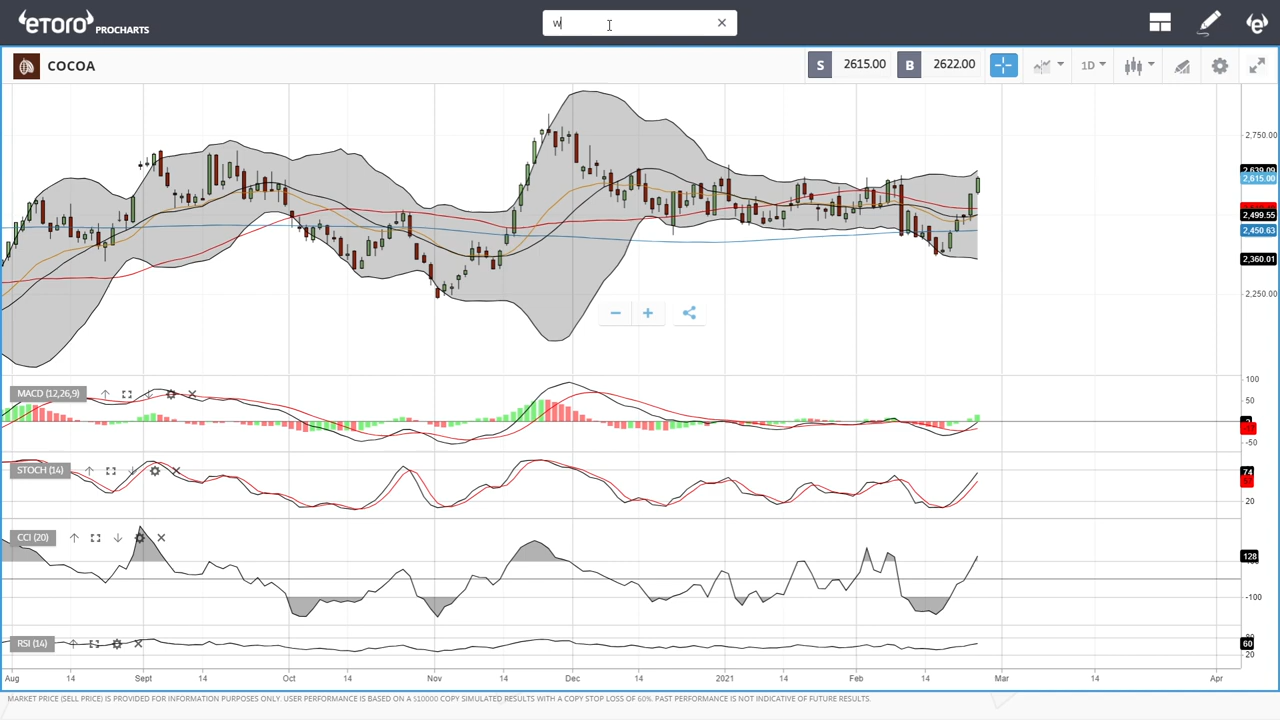 eToro PROCHARTS
w
COCOA
S 2615.00 B 2622.00 1D
2,750.00
2,639.09
2,615.00
2,499.55
2,450.63
2,360.01
2,250.00
MACD (12,26,9)
100
50
-50
STOCH (14)
74
20
CCI (20)
128
-100
RSI (14)
60
20
Aug 14 Sept 14 Oct 14 Nov 14 Dec 14 2021 14 Feb 14 Mar 14 Apr
MARKET PRICE (SELL PRICE) IS PROVIDED FOR INFORMATION PURPOSES ONLY. USER PERFORMANCE IS BASED ON A $10000 COPY SIMULATED RESULTS WITH A COPY STOP LOSS OF 60%. PAST PERFORMANCE IS NOT INDICATIVE OF FUTURE RESULTS.